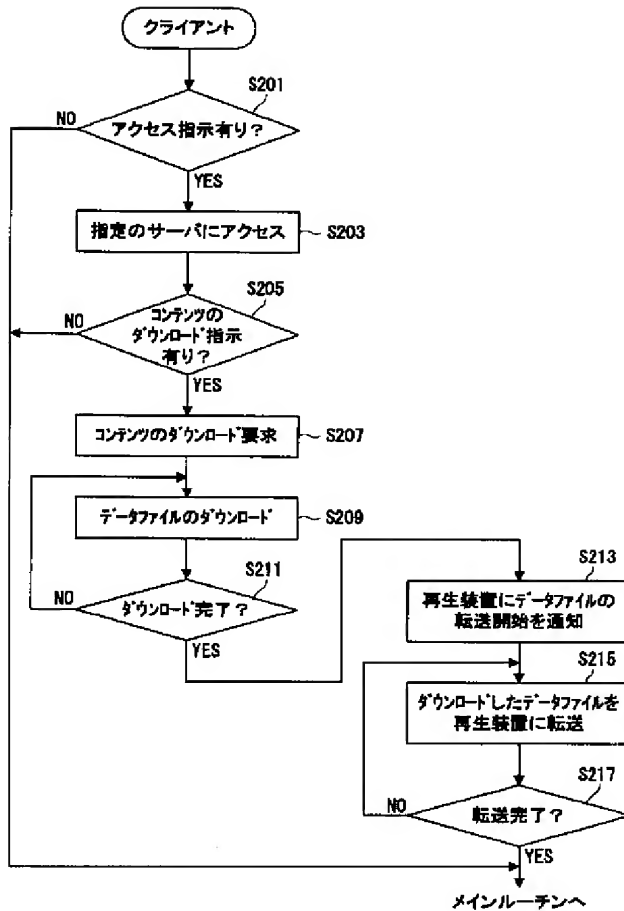 クライアント
S201
NO
アクセス指示有り?
YES
指定のサーバにアクセス
S203
S205
NO
コンテンツの
ダウンロード指示
有り?
YES
コンテンツのダウンロード要求
S207
データファイルのダウンロード
S209
S211
NO
ダウンロード完了?
YES
S213
再生装置にデータファイルの
転送開始を通知
S215
ダウンロードしたデータファイルを
再生装置に転送
S217
NO
転送完了?
YES
メインルーチンへ